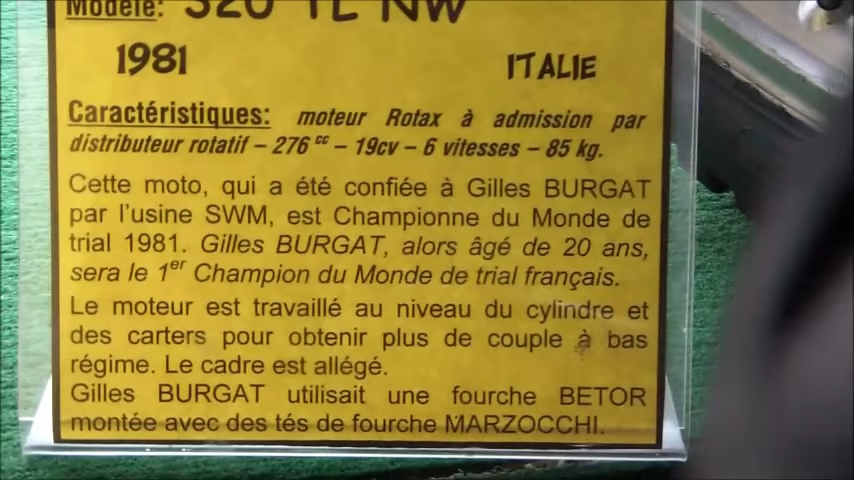 Modèle: 320 TL NW
1981 ITALIE
Caractéristiques: moteur Rotax à admission par
distributeur rotatif – 276 cc – 19cv – 6 vitesses – 85 kg.
Cette moto, qui a été confiée à Gilles BURGAT
par l'usine SWM, est Championne du Monde de
trial 1981. Gilles BURGAT, alors âgé de 20 ans,
sera le 1er Champion du Monde de trial français.
Le moteur est travaillé au niveau du cylindre et
des carters pour obtenir plus de couple à bas
régime. Le cadre est allégé.
Gilles BURGAT utilisait une fourche BETOR
montée avec des tés de fourche MARZOCCHI.